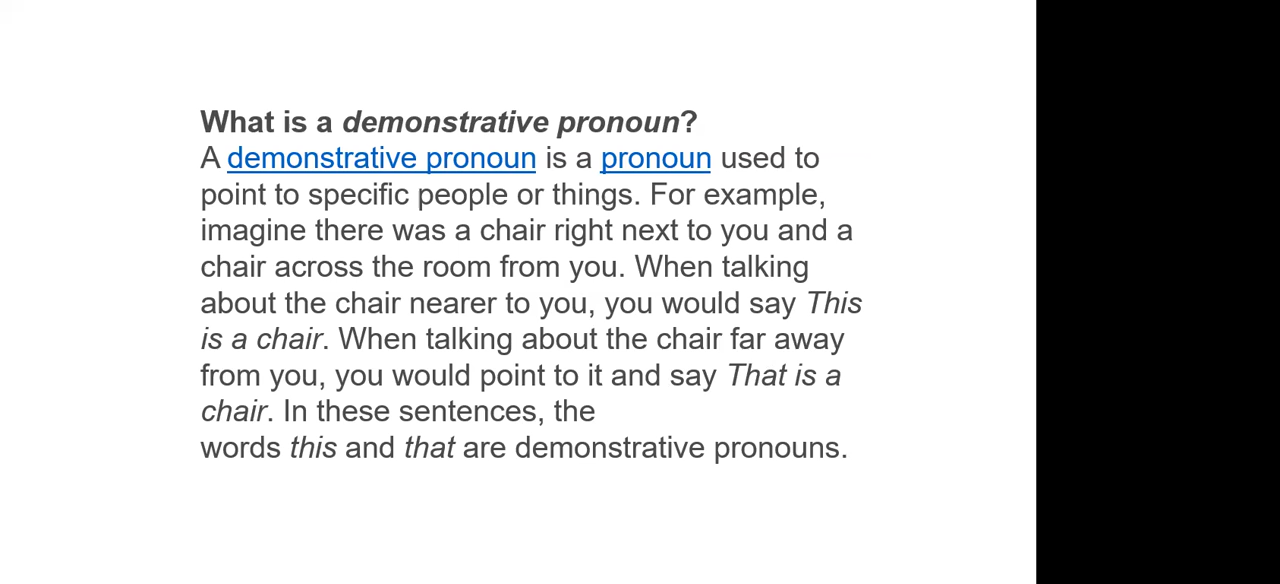 What is a demonstrative pronoun?
A demonstrative pronoun is a pronoun used to
point to specific people or things. For example,
imagine there was a chair right next to you and a
chair across the room from you. When talking
about the chair nearer to you, you would say This
is a chair. When talking about the chair far away
from you, you would point to it and say That is a
chair. In these sentences, the
words this and that are demonstrative pronouns.